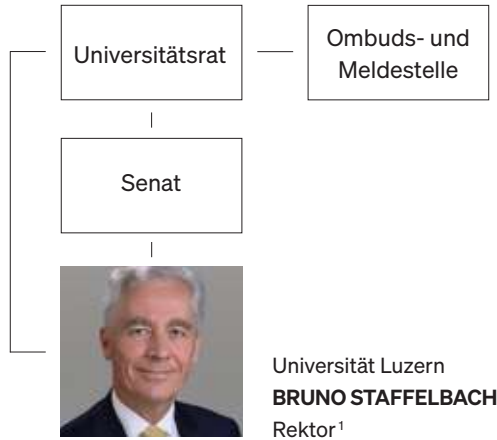 Universitätsrat
Ombuds- und
Meldestelle
Senat
Universität Luzern
BRUNO STAFFELBACH
Rektor¹